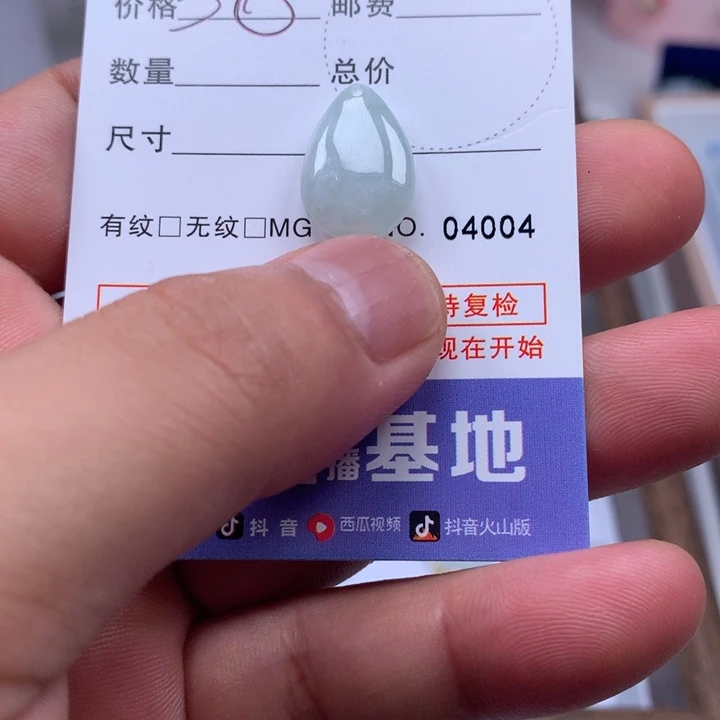 价格 邮费
数量 总价
尺寸
有纹□无纹□MG O. 04004
持复检
现在开始
播基地
抖音 西瓜视频 抖音火山版